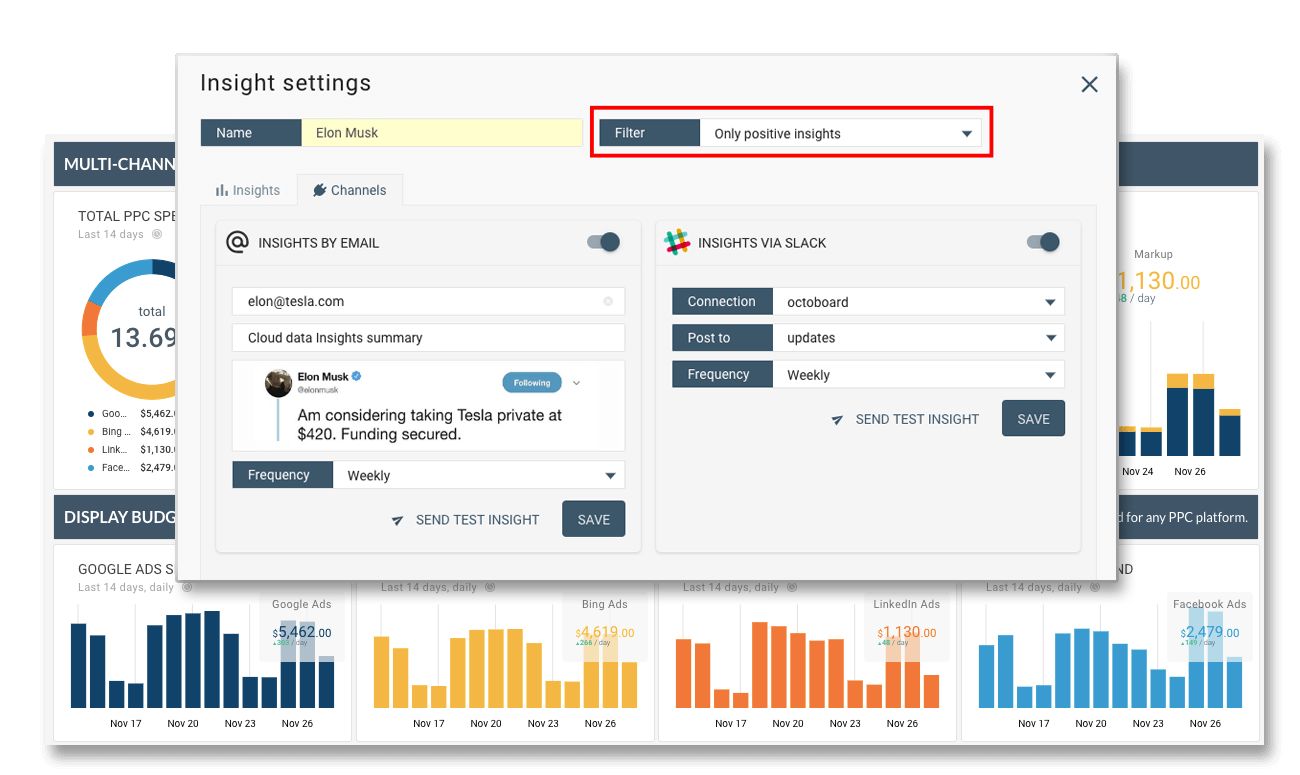 Insight settings
Name
Elon Musk
Filter
Only positive insights
Insights
Channels
INSIGHTS BY EMAIL
elon@tesla.com
Cloud data Insights summary
Elon Musk
@elonmusk
Following
Am considering taking Tesla private at
$420. Funding secured.
Frequency
Weekly
SEND TEST INSIGHT
SAVE
INSIGHTS VIA SLACK
Connection
octoboard
Post to
updates
Frequency
Weekly
SEND TEST INSIGHT
SAVE
MULTI-CHANN
TOTAL PPC SPE
Last 14 days
total
13.69
Goo... $5,462.
Bing ... $4,619.
Link... $1,130.
Face... $2,479.
Markup
1,130.00
/ day
Nov 24
Nov 26
DISPLAY BUDG
for any PPC platform.
GOOGLE ADS S
Last 14 days, daily
Google Ads
$5,462.00
/ day
Nov 17
Nov 20
Nov 23
Nov 26
Last 14 days, daily
Bing Ads
$4,619.00
266 / day
Nov 17
Nov 20
Nov 23
Nov 26
Last 14 days, daily
LinkedIn Ads
$1,130.00
48 / day
Nov 17
Nov 20
Nov 23
Nov 26
ND
Last 14 days, daily
Facebook Ads
$2,479.00
149 / day
Nov 17
Nov 20
Nov 23
Nov 26